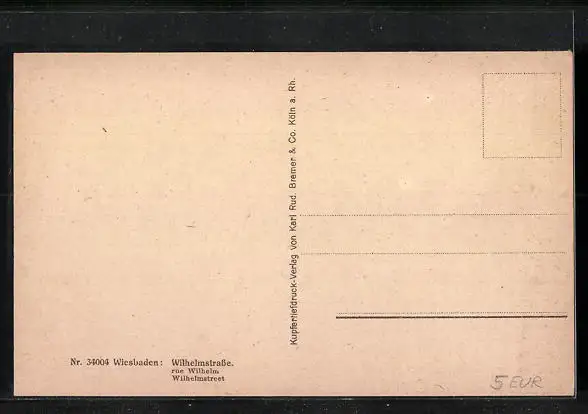 Kupfertiefdruck-Verlag von Karl Rud. Bremer & Co. Köln a. Rh.
Nr. 34004 Wiesbaden: Wilhelmstraße.
rue Wilhelm
Wilhelmstreet
5 EUR